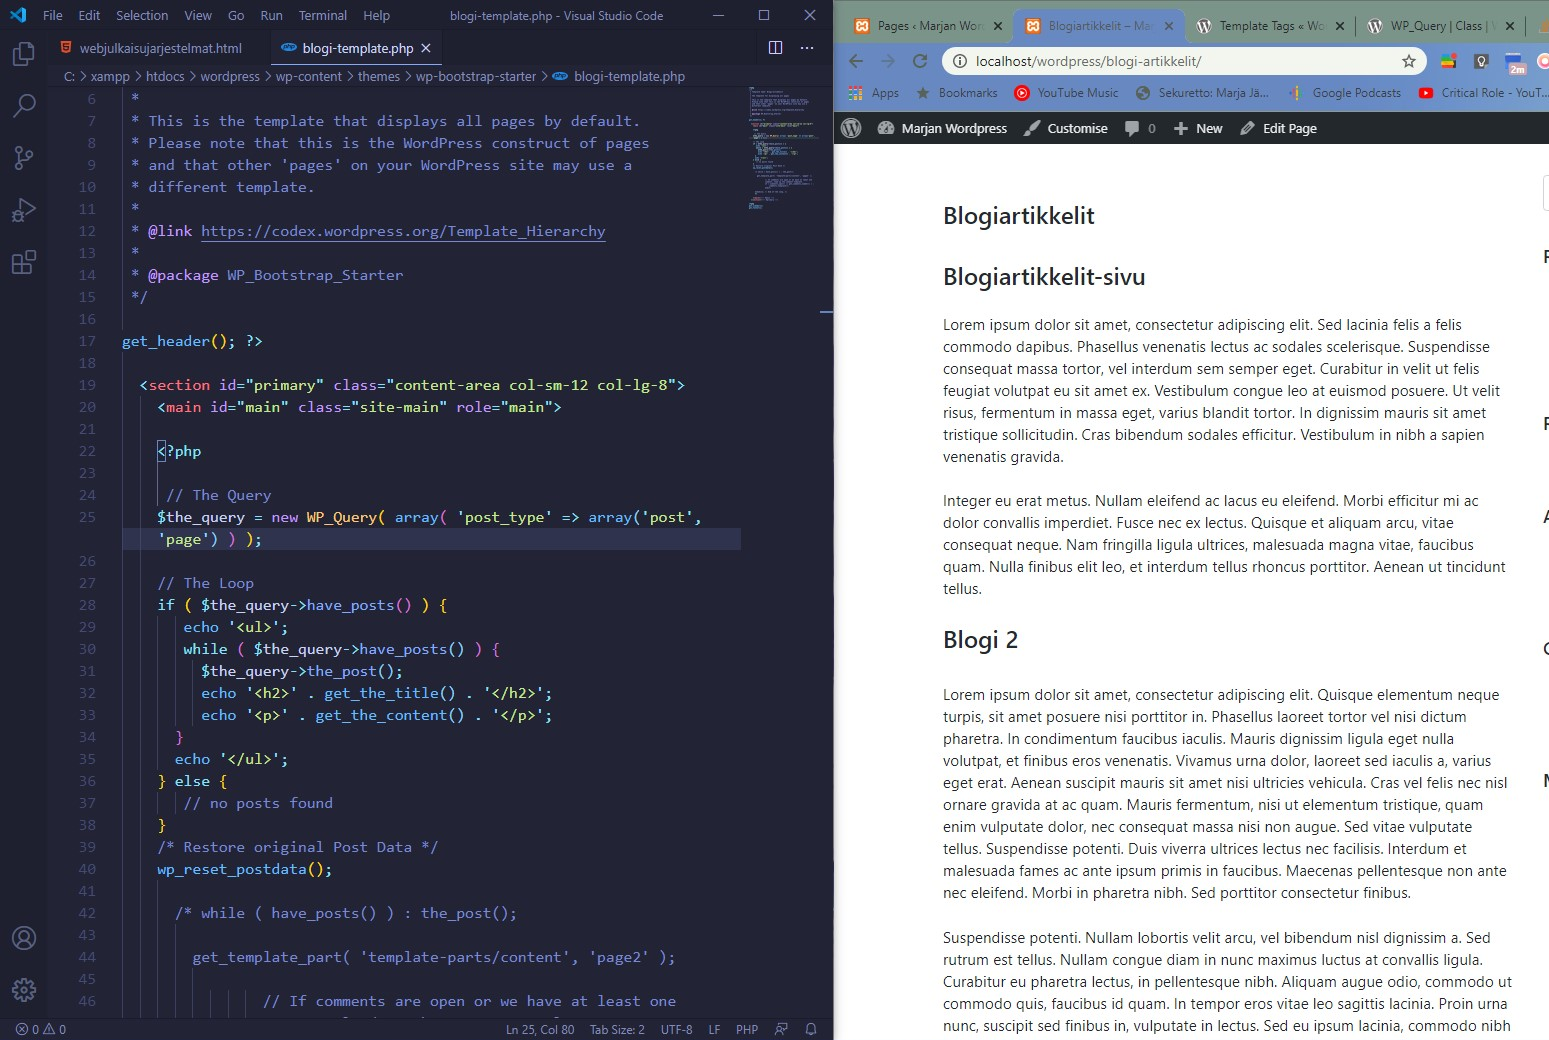 File Edit Selection View Go Run Terminal Help blogi-template.php - Visual Studio Code
webjulkaisujarjestelmat.html blogi-template.php
C: > xampp > htdocs > wordpress > wp-content > themes > wp-bootstrap-starter > blogi-template.php
6 *
7 * This is the template that displays all pages by default.
8 * Please note that this is the WordPress construct of pages
9 * and that other 'pages' on your WordPress site may use a
10 * different template.
11 *
12 * @link https://codex.wordpress.org/Template_Hierarchy
13 *
14 * @package WP_Bootstrap_Starter
15 */
16
17 get_header(); ?>
18
19 <section id="primary" class="content-area col-sm-12 col-lg-8">
20 <main id="main" class="site-main" role="main">
21
22 <?php
23
24 // The Query
25 $the_query = new WP_Query( array( 'post_type' => array('post',
'page') ) );
26
27 // The Loop
28 if ( $the_query->have_posts() ) {
29 echo '<ul>';
30 while ( $the_query->have_posts() ) {
31 $the_query->the_post();
32 echo '<h2>' . get_the_title() . '</h2>';
33 echo '<p>' . get_the_content() . '</p>';
34 }
35 echo '</ul>';
36 } else {
37 // no posts found
38 }
39 /* Restore original Post Data */
40 wp_reset_postdata();
41
42 /* while ( have_posts() ) : the_post();
43
44 get_template_part( 'template-parts/content', 'page2' );
45
46 // If comments are open or we have at least one
0 0 Ln 25, Col 80 Tab Size: 2 UTF-8 LF PHP
Pages ‹ Marjan Wor Blogiartikkelit – Ma Template Tags « Wo WP_Query | Class |
localhost/wordpress/blogi-artikkelit/
2m
Apps Bookmarks YouTube Music Sekuretto: Marja Jä... Google Podcasts Critical Role - YouT...
Marjan Wordpress Customise 0 New Edit Page
Blogiartikkelit
Blogiartikkelit-sivu
Lorem ipsum dolor sit amet, consectetur adipiscing elit. Sed lacinia felis a felis
commodo dapibus. Phasellus venenatis lectus ac sodales scelerisque. Suspendisse
consequat massa tortor, vel interdum sem semper eget. Curabitur in velit ut felis
feugiat volutpat eu sit amet ex. Vestibulum congue leo at euismod posuere. Ut velit
risus, fermentum in massa eget, varius blandit tortor. In dignissim mauris sit amet
tristique sollicitudin. Cras bibendum sodales efficitur. Vestibulum in nibh a sapien
venenatis gravida.
Integer eu erat metus. Nullam eleifend ac lacus eu eleifend. Morbi efficitur mi ac
dolor convallis imperdiet. Fusce nec ex lectus. Quisque et aliquam arcu, vitae
consequat neque. Nam fringilla ligula ultrices, malesuada magna vitae, faucibus
quam. Nulla finibus elit leo, et interdum tellus rhoncus porttitor. Aenean ut tincidunt
tellus.
Blogi 2
Lorem ipsum dolor sit amet, consectetur adipiscing elit. Quisque elementum neque
turpis, sit amet posuere nisi porttitor in. Phasellus laoreet tortor vel nisi dictum
pharetra. In condimentum faucibus iaculis. Mauris dignissim ligula eget nulla
volutpat, et finibus eros venenatis. Vivamus urna dolor, laoreet sed iaculis a, varius
eget erat. Aenean suscipit mauris sit amet nisi ultricies vehicula. Cras vel felis nec nisl
ornare gravida at ac quam. Mauris fermentum, nisi ut elementum tristique, quam
enim vulputate dolor, nec consequat massa nisi non augue. Sed vitae vulputate
tellus. Suspendisse potenti. Duis viverra ultrices lectus nec facilisis. Interdum et
malesuada fames ac ante ipsum primis in faucibus. Maecenas pellentesque non ante
nec eleifend. Morbi in pharetra nibh. Sed porttitor consectetur finibus.
Suspendisse potenti. Nullam lobortis velit arcu, vel bibendum nisl dignissim a. Sed
rutrum est tellus. Nullam congue diam in nunc maximus luctus at convallis ligula.
Curabitur eu pharetra lectus, in pellentesque nibh. Aliquam augue odio, commodo ut
commodo quis, faucibus id quam. In tempor eros vitae leo sagittis lacinia. Proin urna
nunc, suscipit sed finibus in, vulputate in lectus. Sed eu ipsum lacinia, commodo nibh